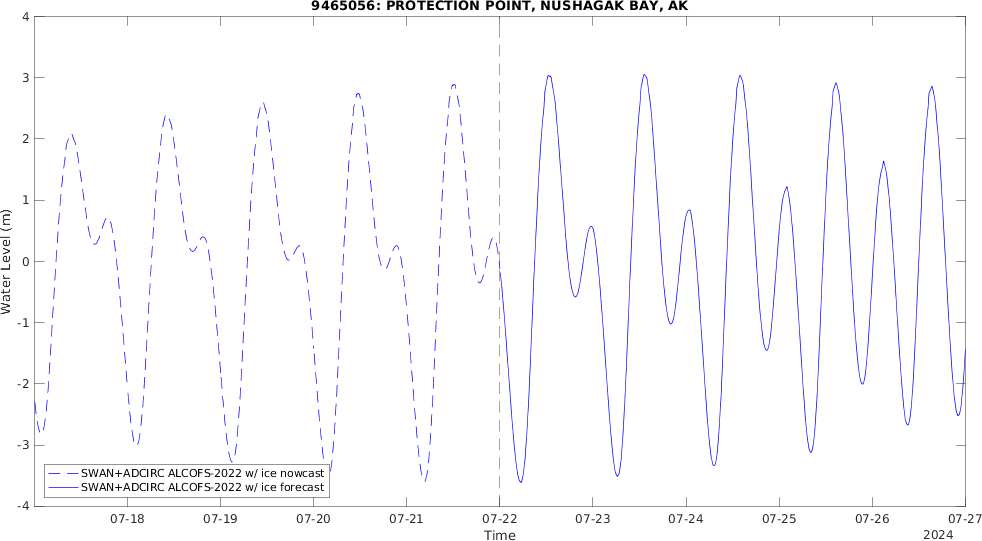 9465056: PROTECTION POINT, NUSHAGAK BAY, AK
4
3
2
1
0
-1
-2
-3
-4
Water Level (m)
SWAN+ADCIRC ALCOFS-2022 w/ ice nowcast
SWAN+ADCIRC ALCOFS-2022 w/ ice forecast
07-18 07-19 07-20 07-21 07-22 07-23 07-24 07-25 07-26 07-27
Time
2024